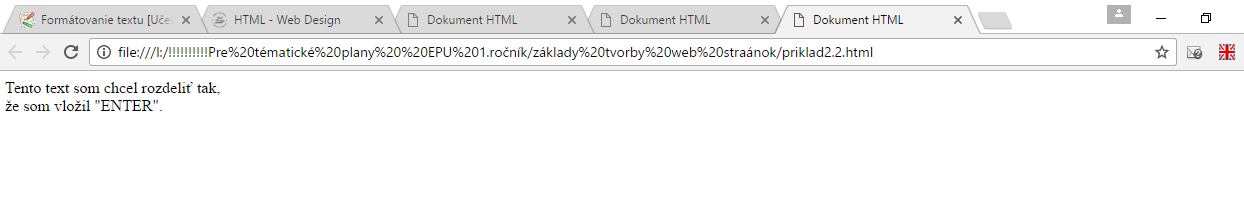 Formátovanie textu [Uče
HTML - Web Design
Dokument HTML
Dokument HTML
Dokument HTML
file:///I:/!!!!!!!!!!Pre%20tématické%20plany%20%20EPU%201.ročník/základy%20tvorby%20web%20straánok/priklad2.2.html
Tento text som chcel rozdeliť tak,
že som vložil "ENTER".